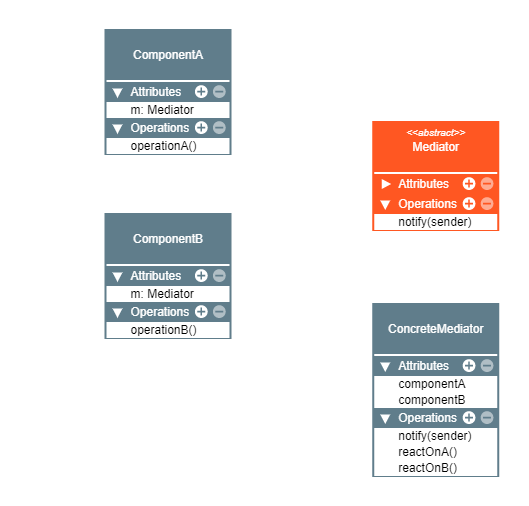 ComponentA
Attributes
m: Mediator
Operations
operationA()
<<abstract>>
Mediator
Attributes
Operations
notify(sender)
ComponentB
Attributes
m: Mediator
Operations
operationB()
ConcreteMediator
Attributes
componentA
componentB
Operations
notify(sender)
reactOnA()
reactOnB()